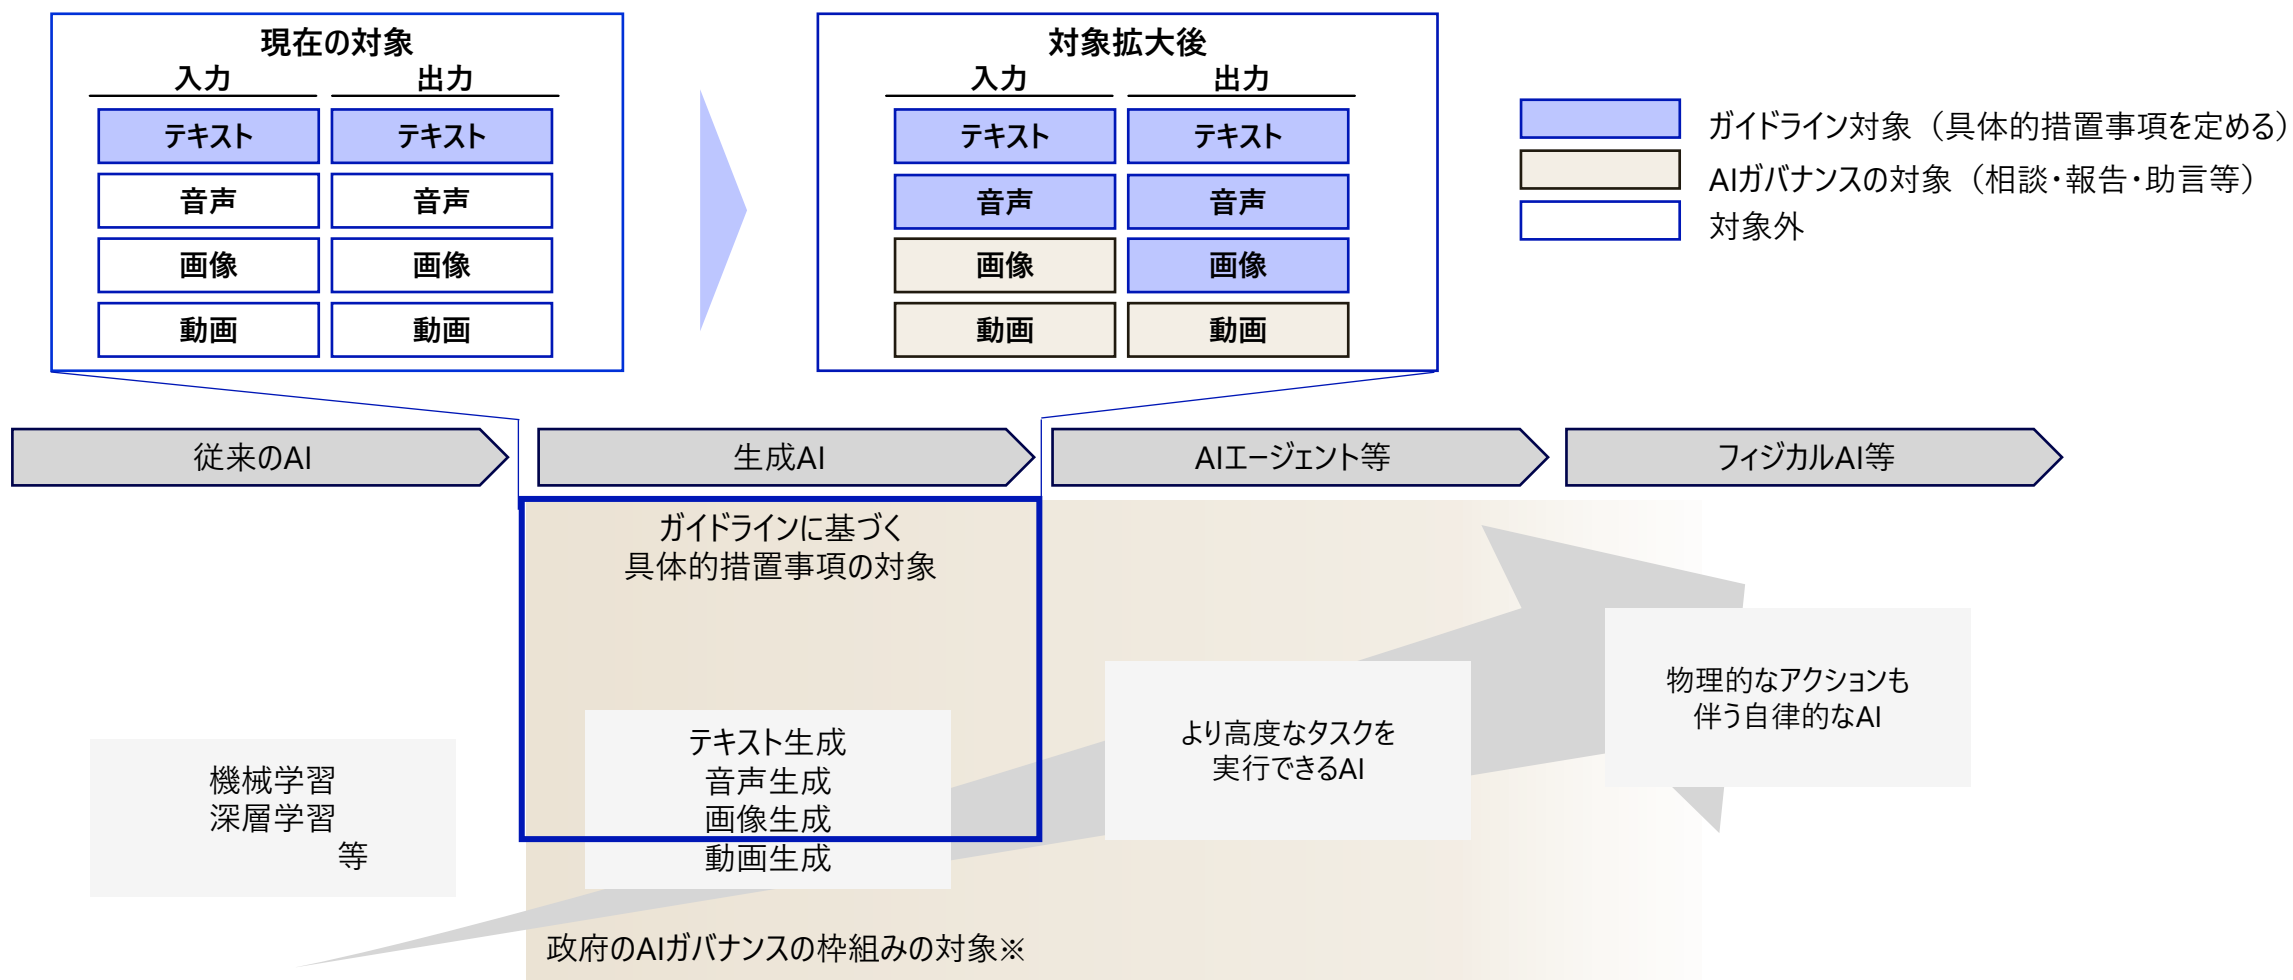 現在の対象
入力 出力
テキスト テキスト
音声 音声
画像 画像
動画 動画
対象拡大後
入力 出力
テキスト テキスト
音声 音声
画像 画像
動画 動画
ガイドライン対象（具体的措置事項を定める）
AIガバナンスの対象（相談・報告・助言等）
対象外
従来のAI
生成AI
AIエージェント等
フィジカルAI等
ガイドラインに基づく
具体的措置事項の対象
機械学習
深層学習
等
テキスト生成
音声生成
画像生成
動画生成
より高度なタスクを
実行できるAI
物理的なアクションも
伴う自律的なAI
政府のAIガバナンスの枠組みの対象※